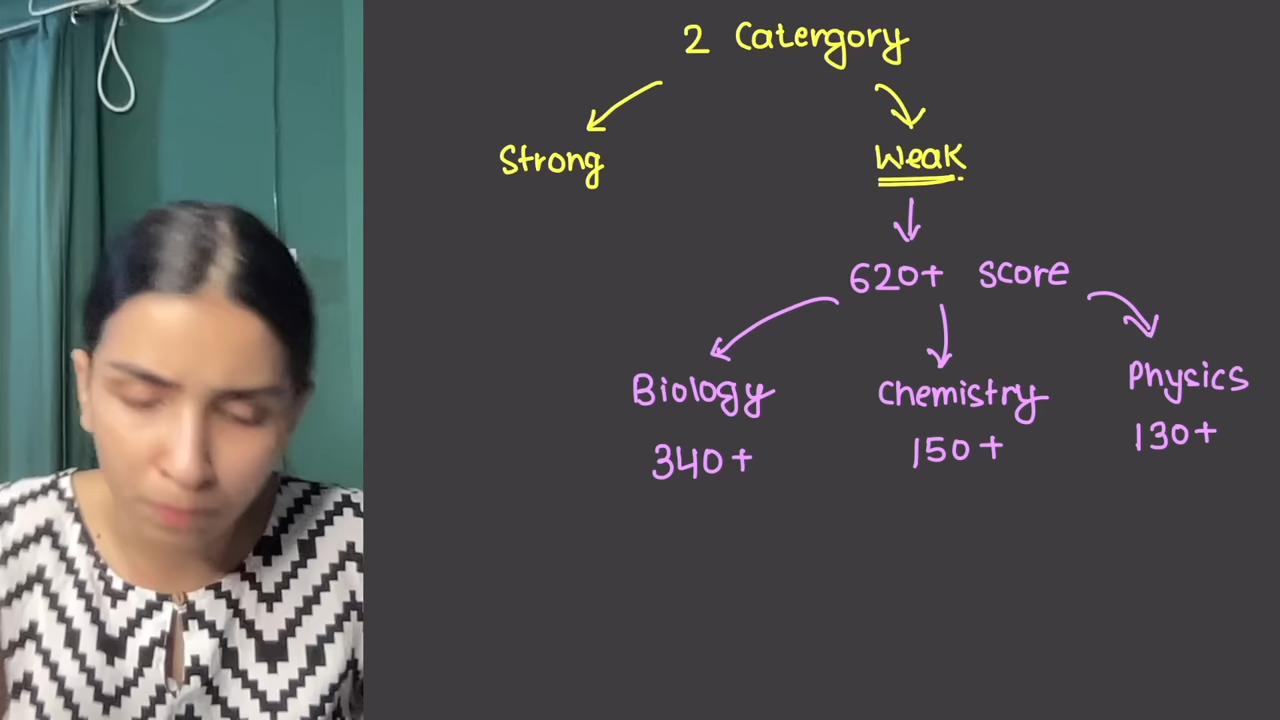 2 Catergory
Strong
Weak.
620+ score
Biology
340+
Chemistry
150+
Physics
130+